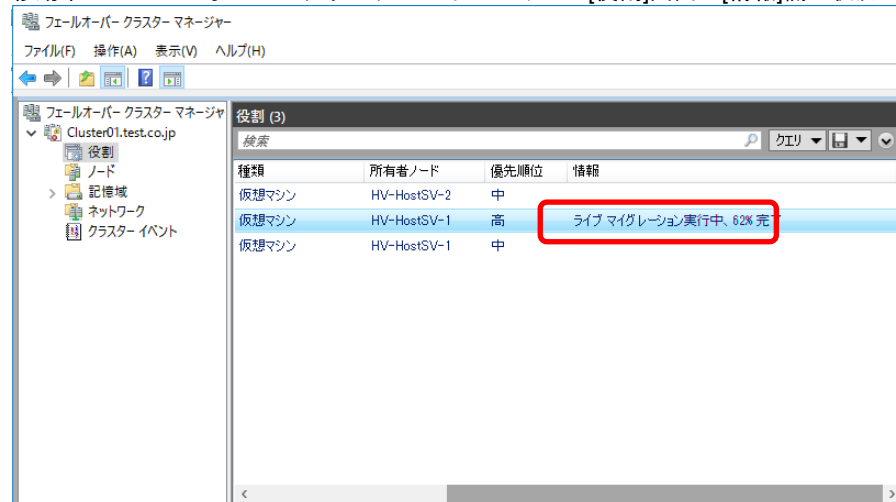 フェールオーバー クラスター マネージャー
ファイル(F) 操作(A) 表示(V) ヘルプ(H)
フェールオーバー クラスター マネージャ
Cluster01.test.co.jp
役割
ノード
記憶域
ネットワーク
クラスター イベント
役割 (3)
検索
クエリ
種類 所有者ノード 優先順位 情報
仮想マシン HV-HostSV-2 中
仮想マシン HV-HostSV-1 高 ライブ マイグレーション実行中、62% 完了
仮想マシン HV-HostSV-1 中